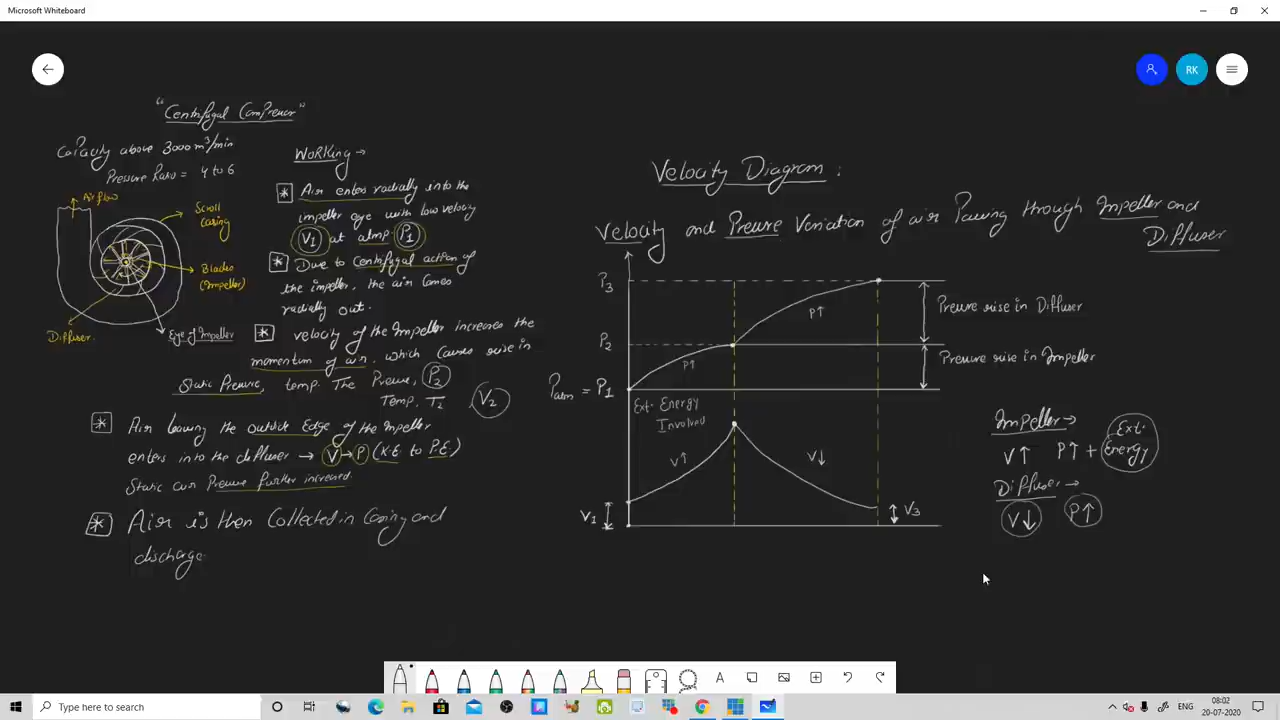 Microsoft Whiteboard
RK
"Centrifugal Compressor"
Capacity above 3000 m³/min
Pressure Ratio = 4 to 6
Air flow
Scroll
Casing
Blades
(Impeller)
Diffuser
Eye of Impeller
WORKING →
* Air enters radially into the
impeller eye with low velocity
V1 at atmp P1
* Due to centrifugal action of
the impeller, the air comes
radially out.
* velocity of the Impeller increases the
momentum of air, which causes rise in
Static Pressure, temp. The Pressure, P2
Temp, T2, V2
* Air leaving the outside Edge of the Impeller
enters into the diffuser → V → P (K.E. to P.E.)
Static air Pressure further increased.
* Air is then Collected in Casing and
discharge
Velocity Diagram :
Velocity and Pressure Variation of air Passing through Impeller and
Diffuser
P3
P2
Patm = P1
P↑
P↑
Pressure rise in Diffuser
Pressure rise in Impeller
Ext. Energy
Involved
V↑
V↓
V1
V3
Impeller →
V↑ P↑ + Ext. Energy
Diffuser →
V↓ P↑
Type here to search
ENG
08:02
20-07-2020